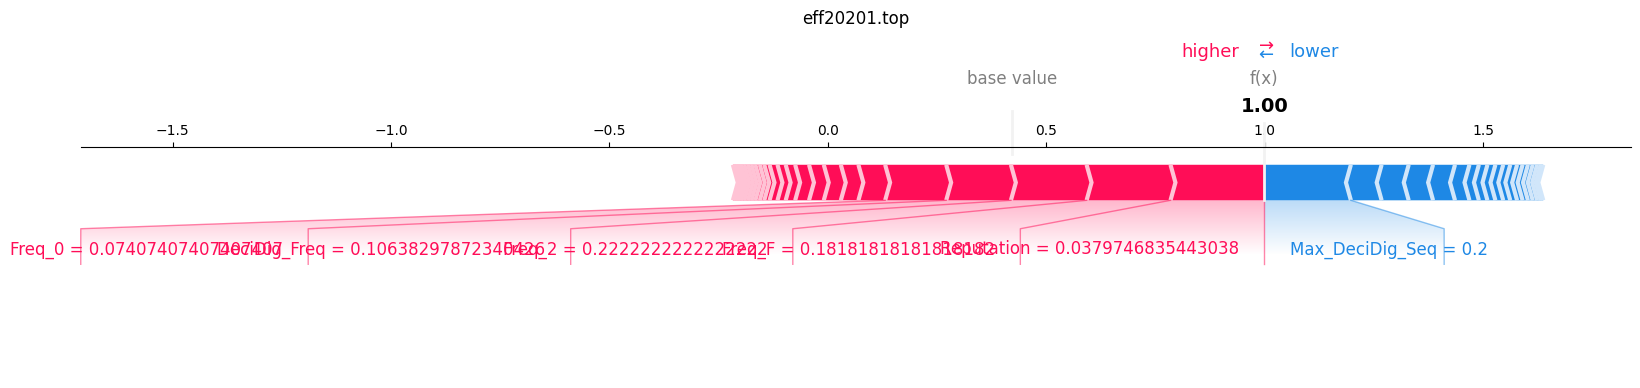 eff20201.top
higher ⇄ lower
base value f(x)
1.00
−1.5 −1.0 −0.5 0.0 0.5 1.0 1.5
Freq_0 = 0.07407407407407407 DeciDig_Freq = 0.10638297872340426 Freq_2 = 0.2222222222222222 Freq_F = 0.18181818181818182 Reputation = 0.0379746835443038 Max_DeciDig_Seq = 0.2